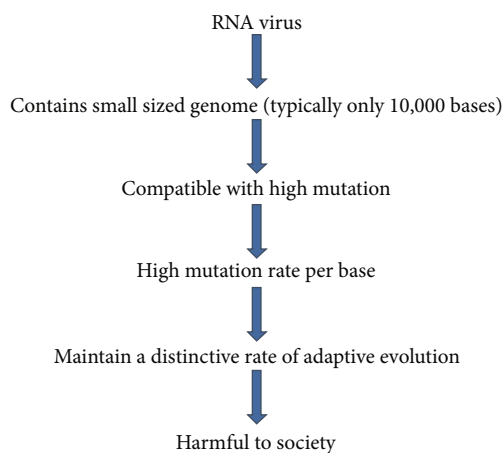 RNA virus
Contains small sized genome (typically only 10,000 bases)
Compatible with high mutation
High mutation rate per base
Maintain a distinctive rate of adaptive evolution
Harmful to society